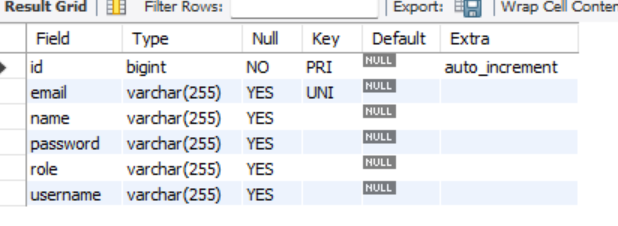 Result Grid Filter Rows: Export: Wrap Cell Conten
Field Type Null Key Default Extra
id bigint NO PRI NULL auto_increment
email varchar(255) YES UNI NULL
name varchar(255) YES NULL
password varchar(255) YES NULL
role varchar(255) YES NULL
username varchar(255) YES NULL